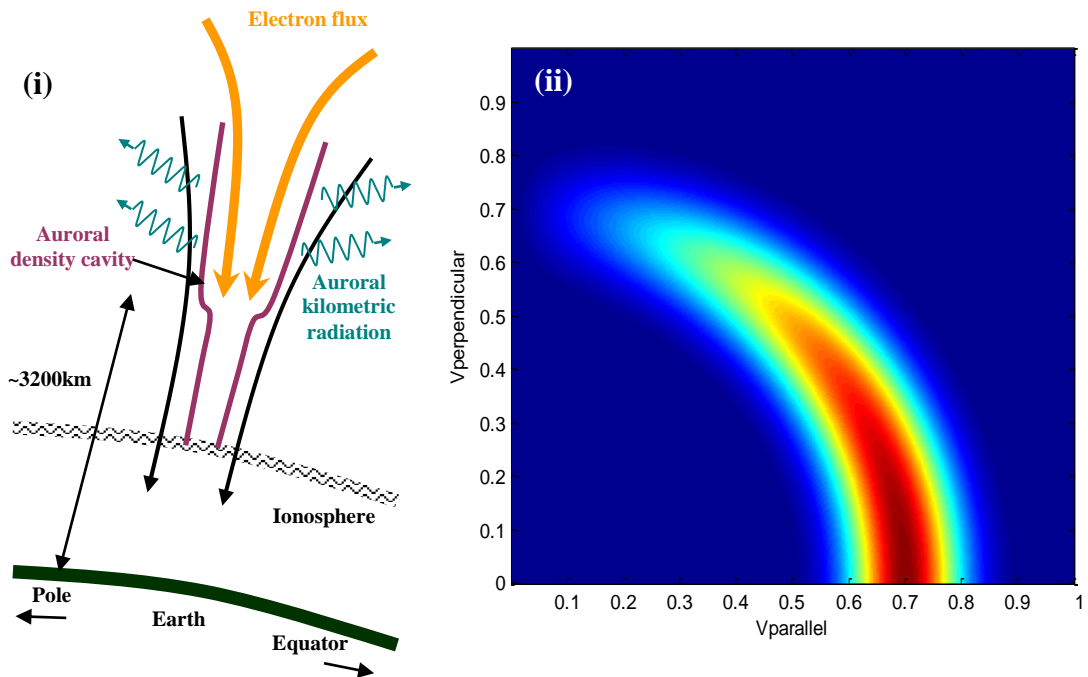 (i)
Electron flux
Auroral
density cavity
Auroral
kilometric
radiation
~3200km
Ionosphere
Pole
Earth
Equator
(ii)
Vperpendicular
0.9
0.8
0.7
0.6
0.5
0.4
0.3
0.2
0.1
0
0.1 0.2 0.3 0.4 0.5 0.6 0.7 0.8 0.9 1
Vparallel